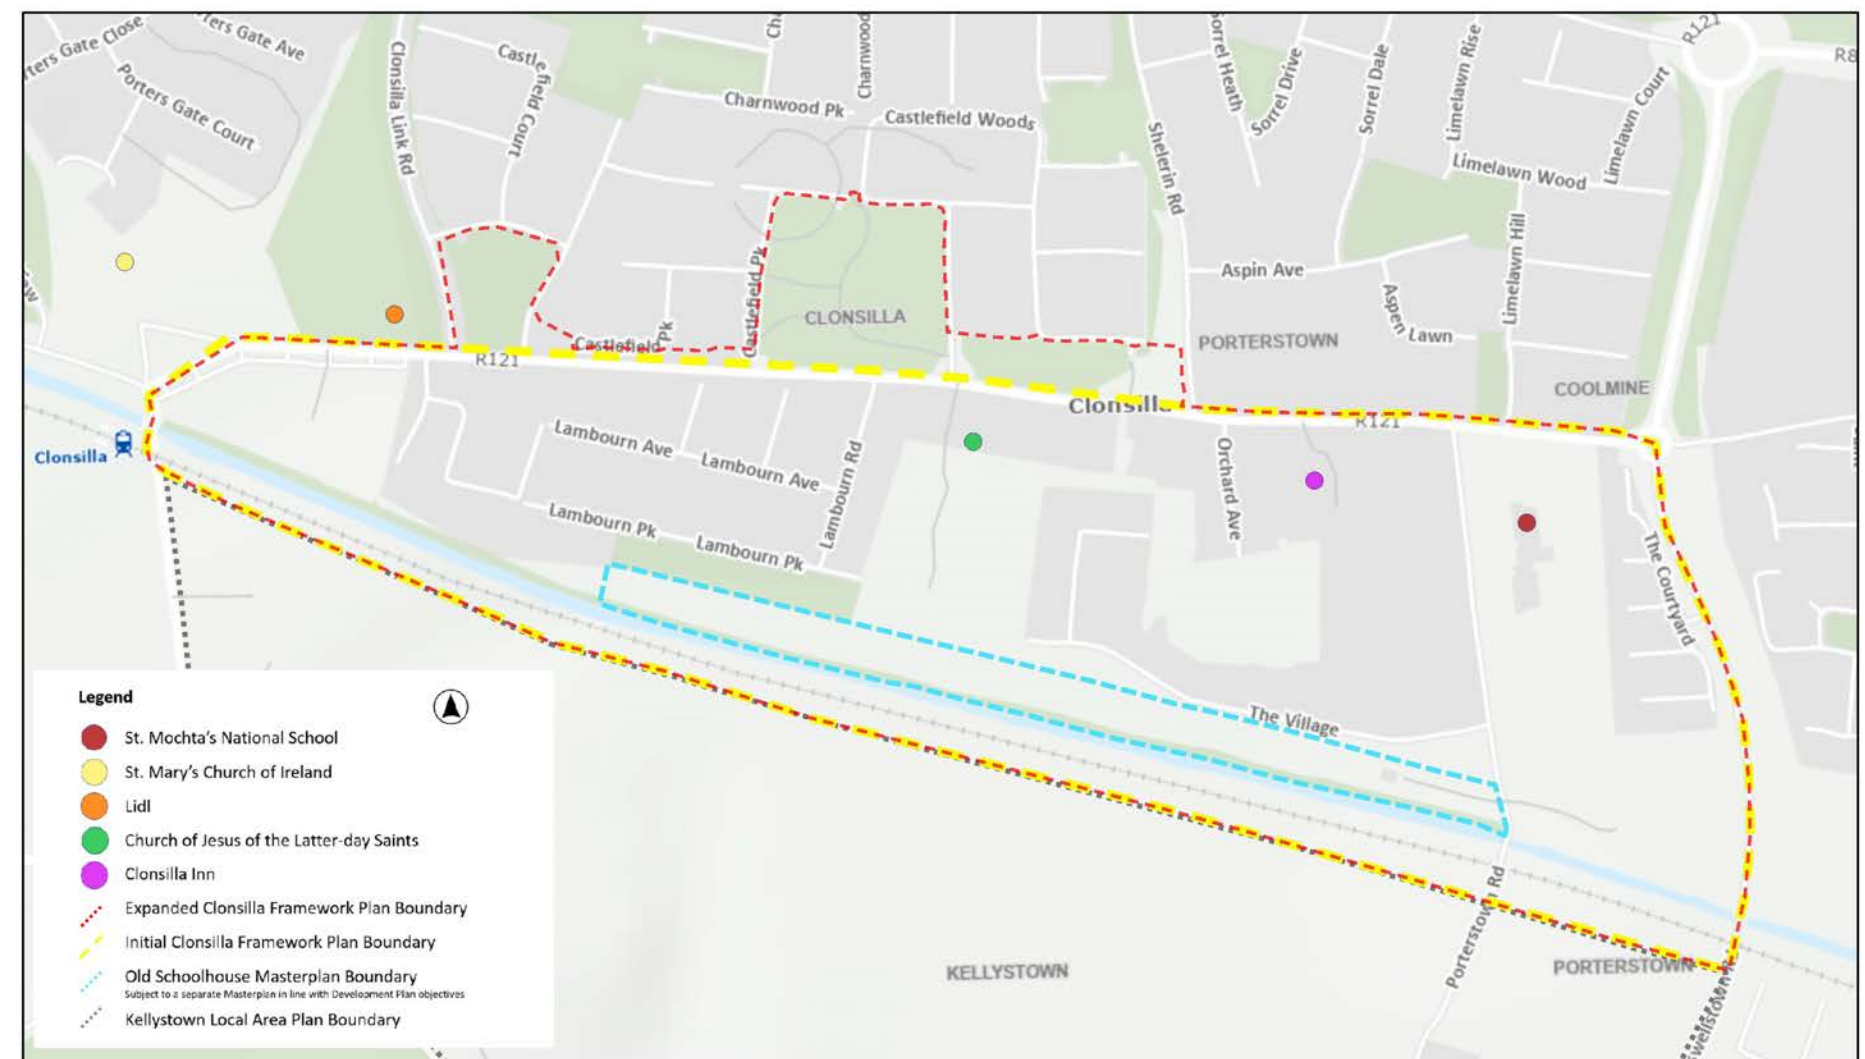 Porters Gate Ave
Porters Gate Court
Clonsilla Link Rd
Castlefield Court
Charnwood
Charnwood Pk
Castlefield Woods
Shelerin Rd
Sorrel Heath
Sorrel Drive
Sorrel Dale
Limelawn Rise
Limelawn Court
Limelawn Wood
Limelawn Hill
R121
Aspin Ave
Aspen Lawn
PORTERSTOWN
COOLMINE
CLONSILLA
Castlefield Pk
Castlefield Pk
R121
Clonsilla
R121
Clonsilla
Lambourn Ave
Lambourn Ave
Lambourn Rd
Lambourn Pk
Lambourn Pk
Orchard Ave
The Courtyard
The Village
Porterstown Rd
KELLYSTOWN
PORTERSTOWN
Legend
St. Mochta's National School
St. Mary's Church of Ireland
Lidl
Church of Jesus of the Latter-day Saints
Clonsilla Inn
Expanded Clonsilla Framework Plan Boundary
Initial Clonsilla Framework Plan Boundary
Old Schoolhouse Masterplan Boundary
Subject to a separate Masterplan in line with Development Plan objectives
Kellystown Local Area Plan Boundary